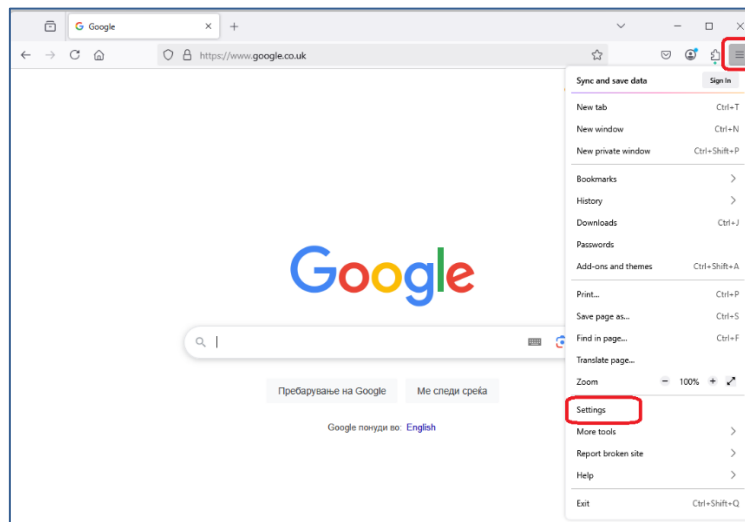 Google
https://www.google.co.uk
Sync and save data Sign In
New tab Ctrl+T
New window Ctrl+N
New private window Ctrl+Shift+P
Bookmarks
History
Downloads Ctrl+J
Passwords
Add-ons and themes Ctrl+Shift+A
Print... Ctrl+P
Save page as... Ctrl+S
Find in page... Ctrl+F
Translate page...
Zoom 100%
Settings
More tools
Report broken site
Help
Exit Ctrl+Shift+Q
Google
Пребарување на Google Ме следи среќа
Google понуди во: English